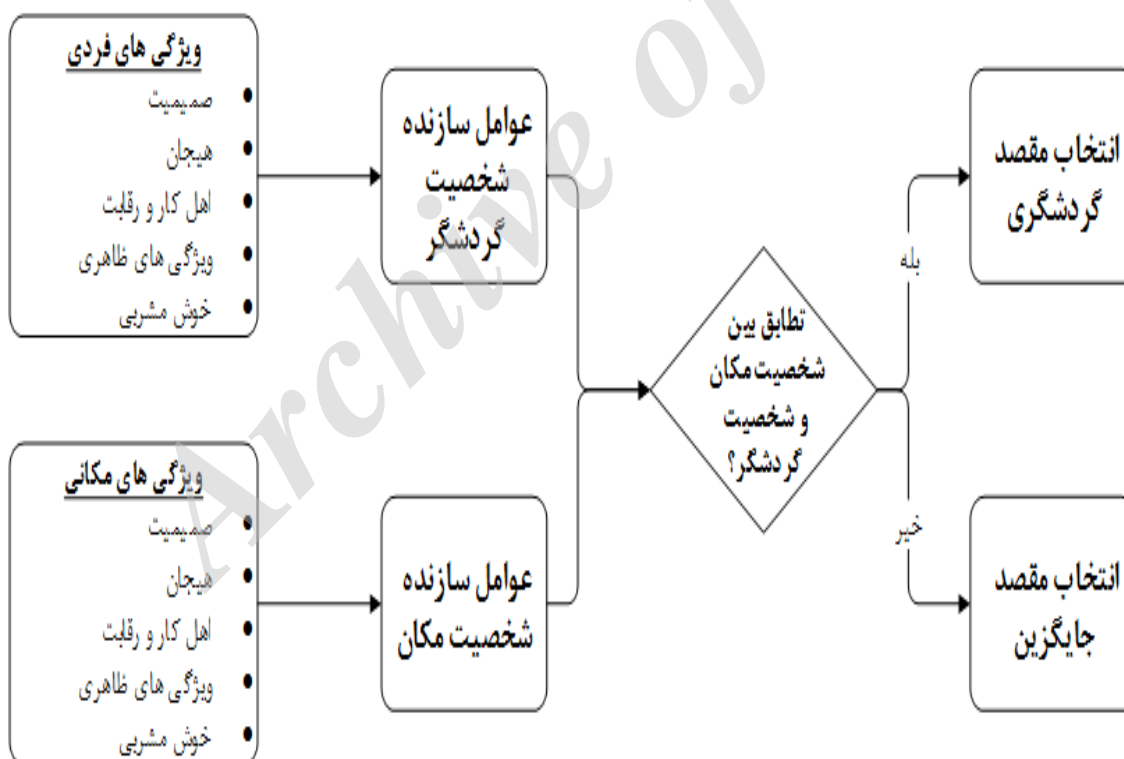 ویژگی های فردی
صمیمیت
هیجان
اهل کار و رقابت
ویژگی های ظاهری
خوش مشربی
عوامل سازنده
شخصیت
گردشگر
ویژگی های مکانی
صمیمیت
هیجان
اهل کار و رقابت
ویژگی های ظاهری
خوش مشربی
عوامل سازنده
شخصیت مکان
تطابق بین
شخصیت مکان
و شخصیت
گردشگر؟
بله
انتخاب مقصد
گردشگری
خیر
انتخاب مقصد
جایگزین
Archive of